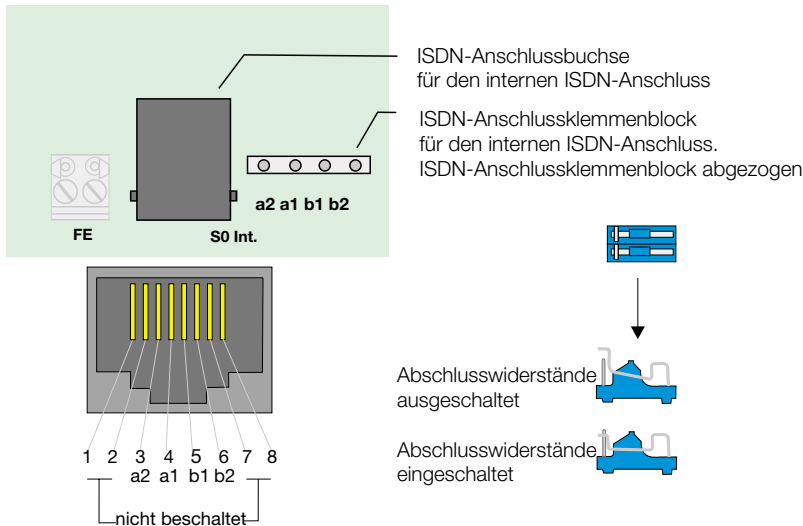 ISDN-Anschlussbuchse
für den internen ISDN-Anschluss
ISDN-Anschlussklemmenblock
für den internen ISDN-Anschluss.
ISDN-Anschlussklemmenblock abgezogen
a2 a1 b1 b2
FE
S0 Int.
1 2 3 4 5 6 7 8
a2 a1 b1 b2
nicht beschaltet
Abschlusswiderstände
ausgeschaltet
Abschlusswiderstände
eingeschaltet